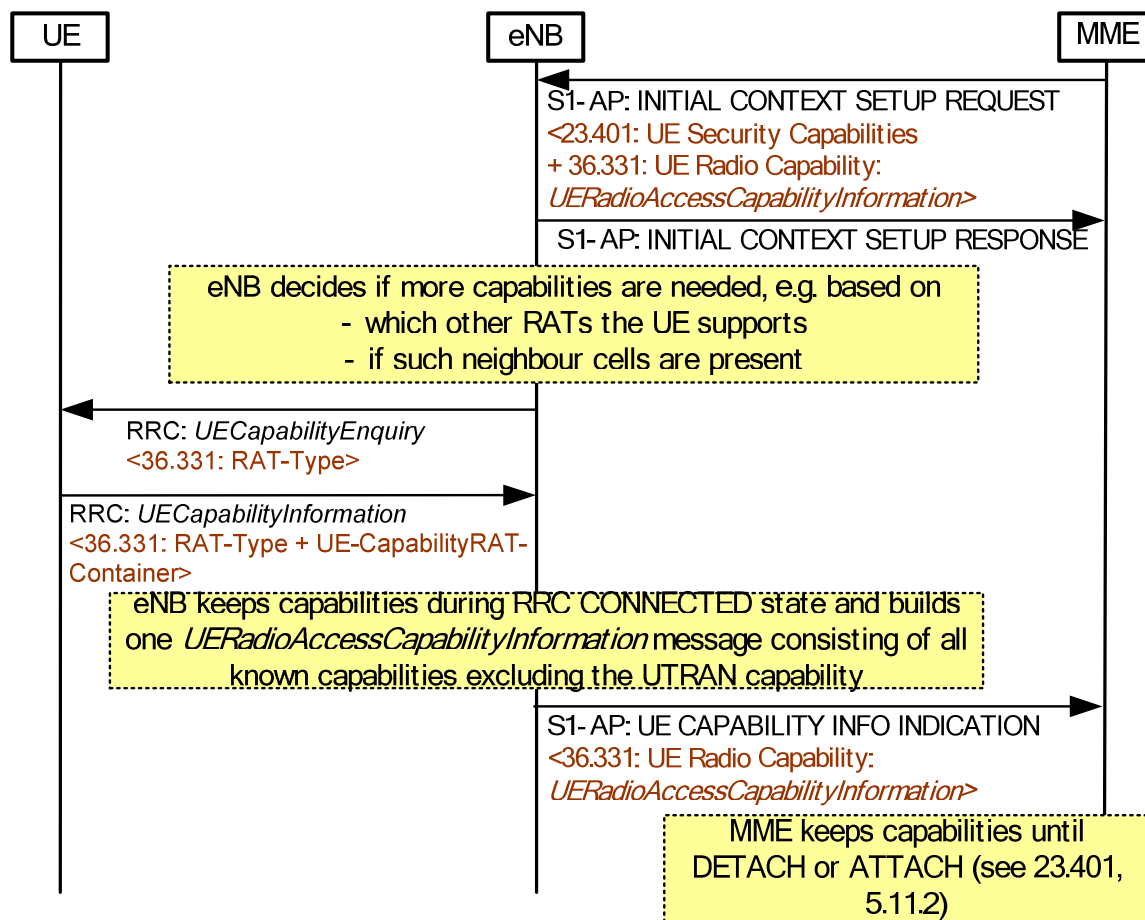 UE
eNB
MME
S1-AP: INITIAL CONTEXT SETUP REQUEST
<23.401: UE Security Capabilities
+ 36.331: UE Radio Capability:
UERadioAccessCapabilityInformation>
S1-AP: INITIAL CONTEXT SETUP RESPONSE
eNB decides if more capabilities are needed, e.g. based on
- which other RATs the UE supports
- if such neighbour cells are present
RRC: UECapabilityEnquiry
<36.331: RAT-Type>
RRC: UECapabilityInformation
<36.331: RAT-Type + UE-CapabilityRAT-
Container>
eNB keeps capabilities during RRC CONNECTED state and builds
one UERadioAccessCapabilityInformation message consisting of all
known capabilities excluding the UTRAN capability
S1-AP: UE CAPABILITY INFO INDICATION
<36.331: UE Radio Capability:
UERadioAccessCapabilityInformation>
MME keeps capabilities until
DETACH or ATTACH (see 23.401,
5.11.2)